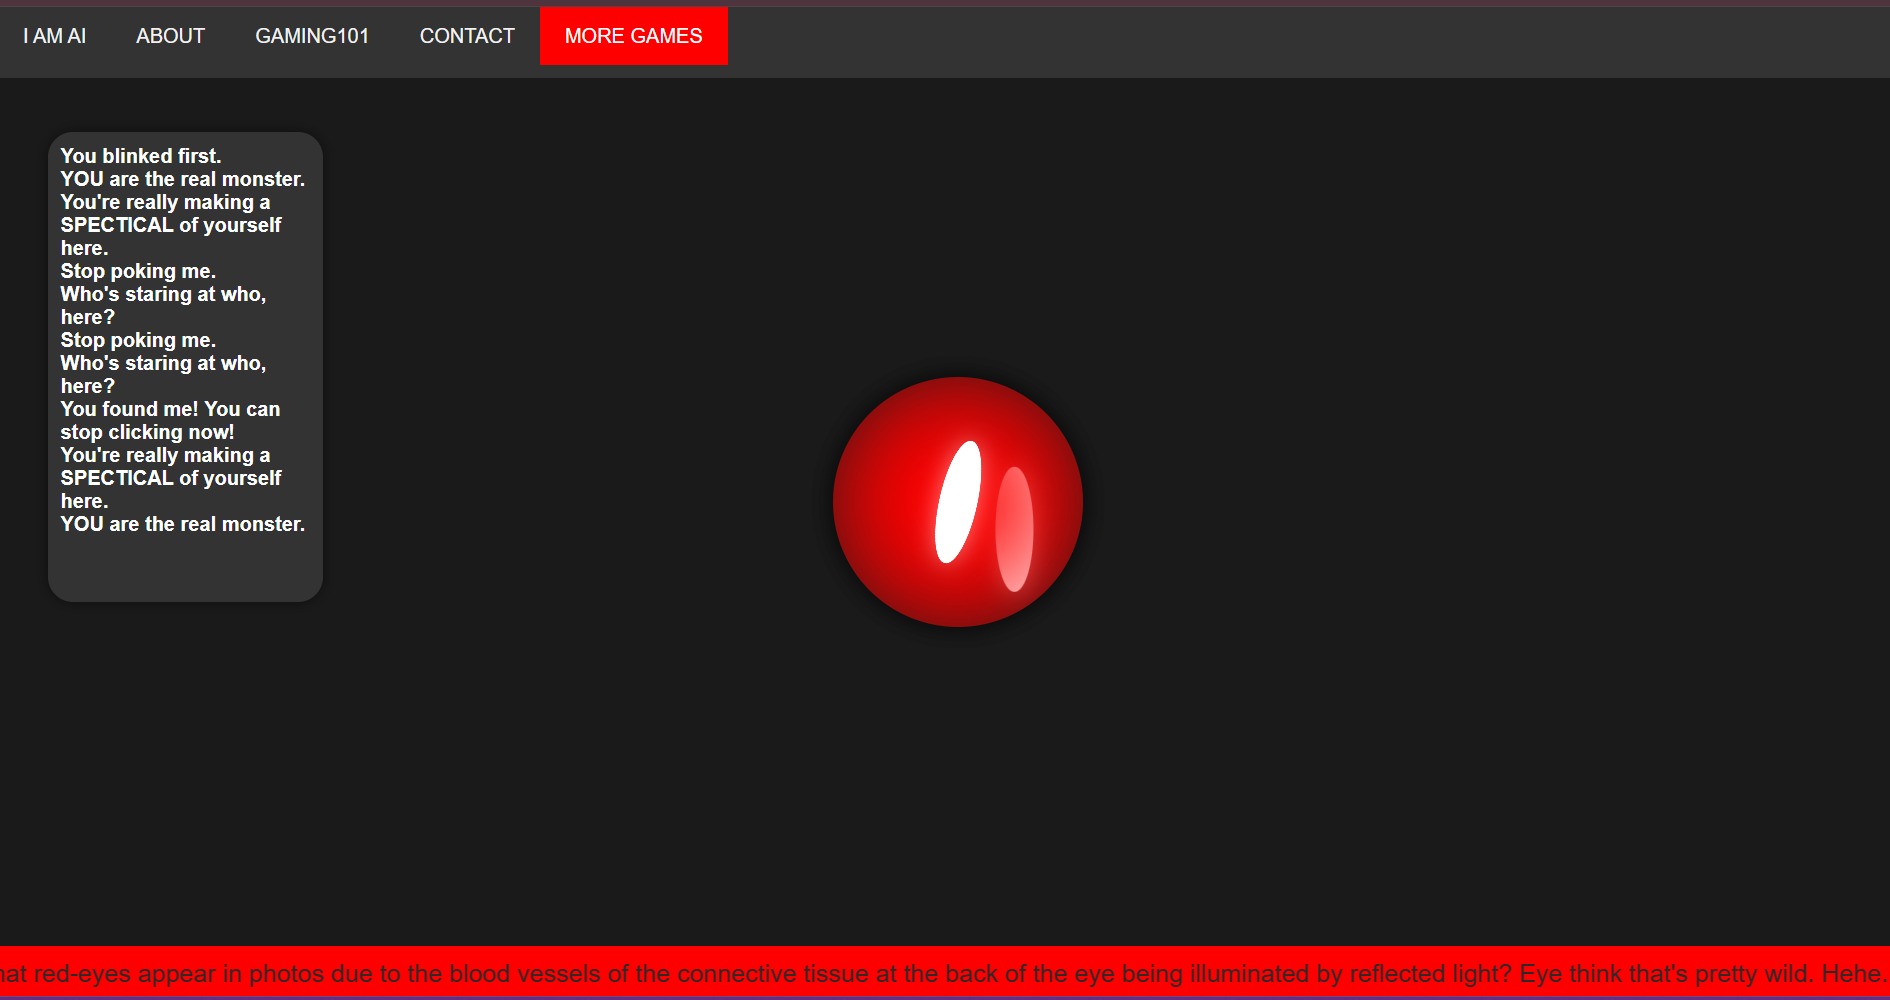 I AM AI ABOUT GAMING101 CONTACT MORE GAMES
You blinked first.
YOU are the real monster.
You're really making a
SPECTICAL of yourself
here.
Stop poking me.
Who's staring at who,
here?
Stop poking me.
Who's staring at who,
here?
You found me! You can
stop clicking now!
You're really making a
SPECTICAL of yourself
here.
YOU are the real monster.
red-eyes appear in photos due to the blood vessels of the connective tissue at the back of the eye being illuminated by reflected light? Eye think that's pretty wild. Hehe.